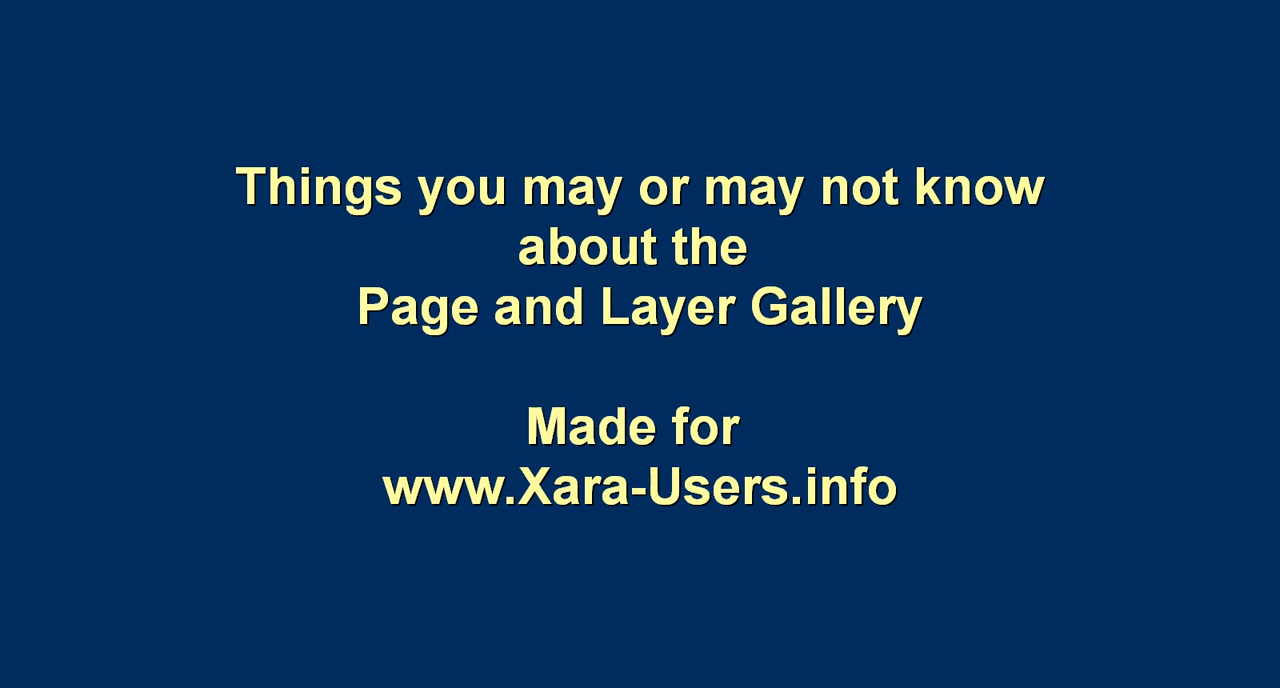 Things you may or may not know
about the
Page and Layer Gallery
Made for
www.Xara-Users.info